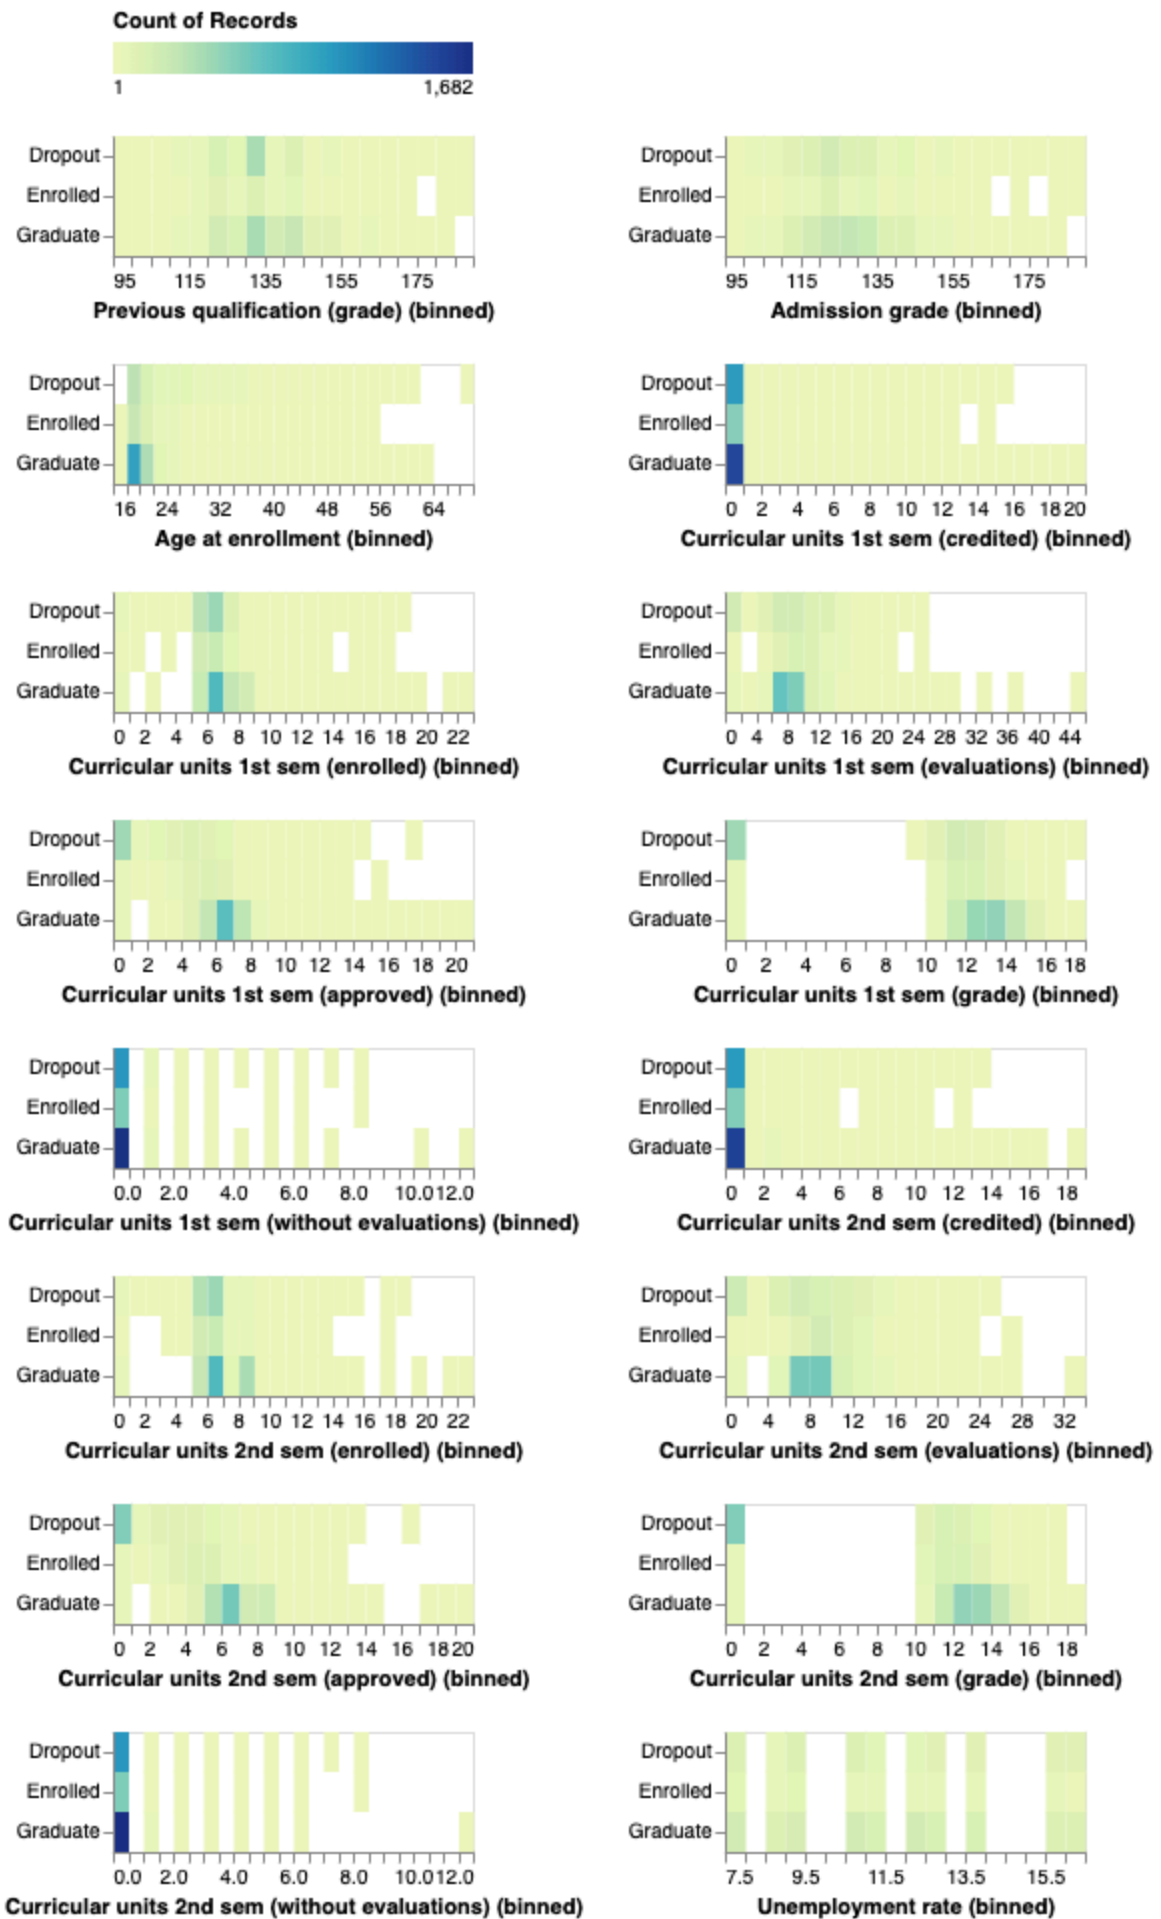 Count of Records
1 1,682
Dropout Dropout
Enrolled Enrolled
Graduate Graduate
95 115 135 155 175 95 115 135 155 175
Previous qualification (grade) (binned) Admission grade (binned)
Dropout Dropout
Enrolled Enrolled
Graduate Graduate
16 24 32 40 48 56 64 0 2 4 6 8 10 12 14 16 18 20
Age at enrollment (binned) Curricular units 1st sem (credited) (binned)
Dropout Dropout
Enrolled Enrolled
Graduate Graduate
0 2 4 6 8 10 12 14 16 18 20 22 0 4 8 12 16 20 24 28 32 36 40 44
Curricular units 1st sem (enrolled) (binned) Curricular units 1st sem (evaluations) (binned)
Dropout Dropout
Enrolled Enrolled
Graduate Graduate
0 2 4 6 8 10 12 14 16 18 20 0 2 4 6 8 10 12 14 16 18
Curricular units 1st sem (approved) (binned) Curricular units 1st sem (grade) (binned)
Dropout Dropout
Enrolled Enrolled
Graduate Graduate
0.0 2.0 4.0 6.0 8.0 10.0 12.0 0 2 4 6 8 10 12 14 16 18
Curricular units 1st sem (without evaluations) (binned) Curricular units 2nd sem (credited) (binned)
Dropout Dropout
Enrolled Enrolled
Graduate Graduate
0 2 4 6 8 10 12 14 16 18 20 22 0 4 8 12 16 20 24 28 32
Curricular units 2nd sem (enrolled) (binned) Curricular units 2nd sem (evaluations) (binned)
Dropout Dropout
Enrolled Enrolled
Graduate Graduate
0 2 4 6 8 10 12 14 16 18 20 0 2 4 6 8 10 12 14 16 18
Curricular units 2nd sem (approved) (binned) Curricular units 2nd sem (grade) (binned)
Dropout Dropout
Enrolled Enrolled
Graduate Graduate
0.0 2.0 4.0 6.0 8.0 10.0 12.0 7.5 9.5 11.5 13.5 15.5
Curricular units 2nd sem (without evaluations) (binned) Unemployment rate (binned)